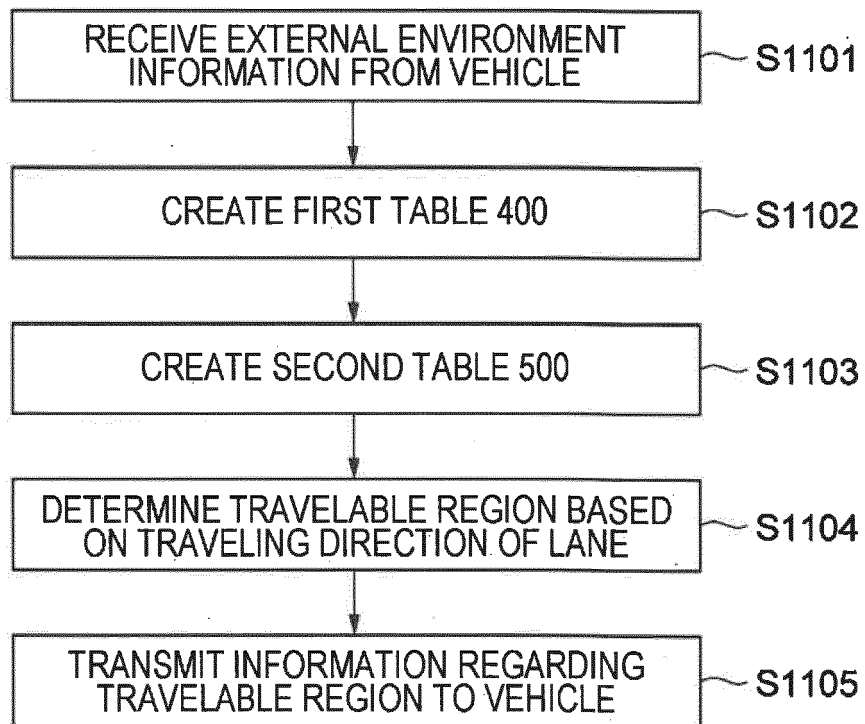 RECEIVE EXTERNAL ENVIRONMENT
INFORMATION FROM VEHICLE
S1101
CREATE FIRST TABLE 400
S1102
CREATE SECOND TABLE 500
S1103
DETERMINE TRAVELABLE REGION BASED
ON TRAVELING DIRECTION OF LANE
S1104
TRANSMIT INFORMATION REGARDING
TRAVELABLE REGION TO VEHICLE
S1105